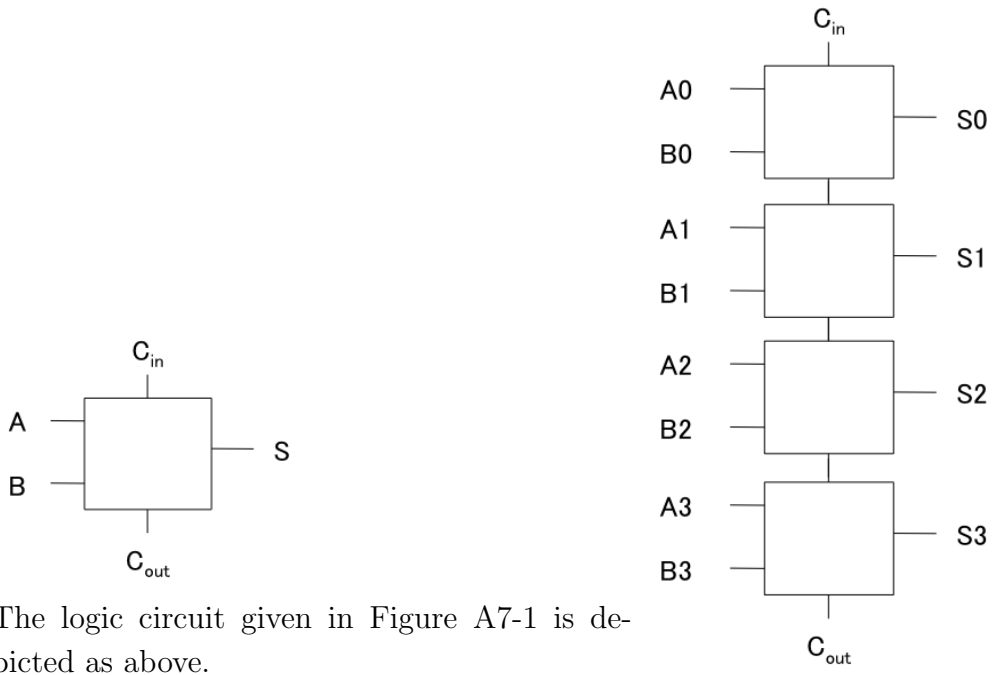 C_in
A
B
S
C_out
The logic circuit given in Figure A7-1 is de-
picted as above.
C_in
A0
B0
S0
A1
B1
S1
A2
B2
S2
A3
B3
S3
C_out